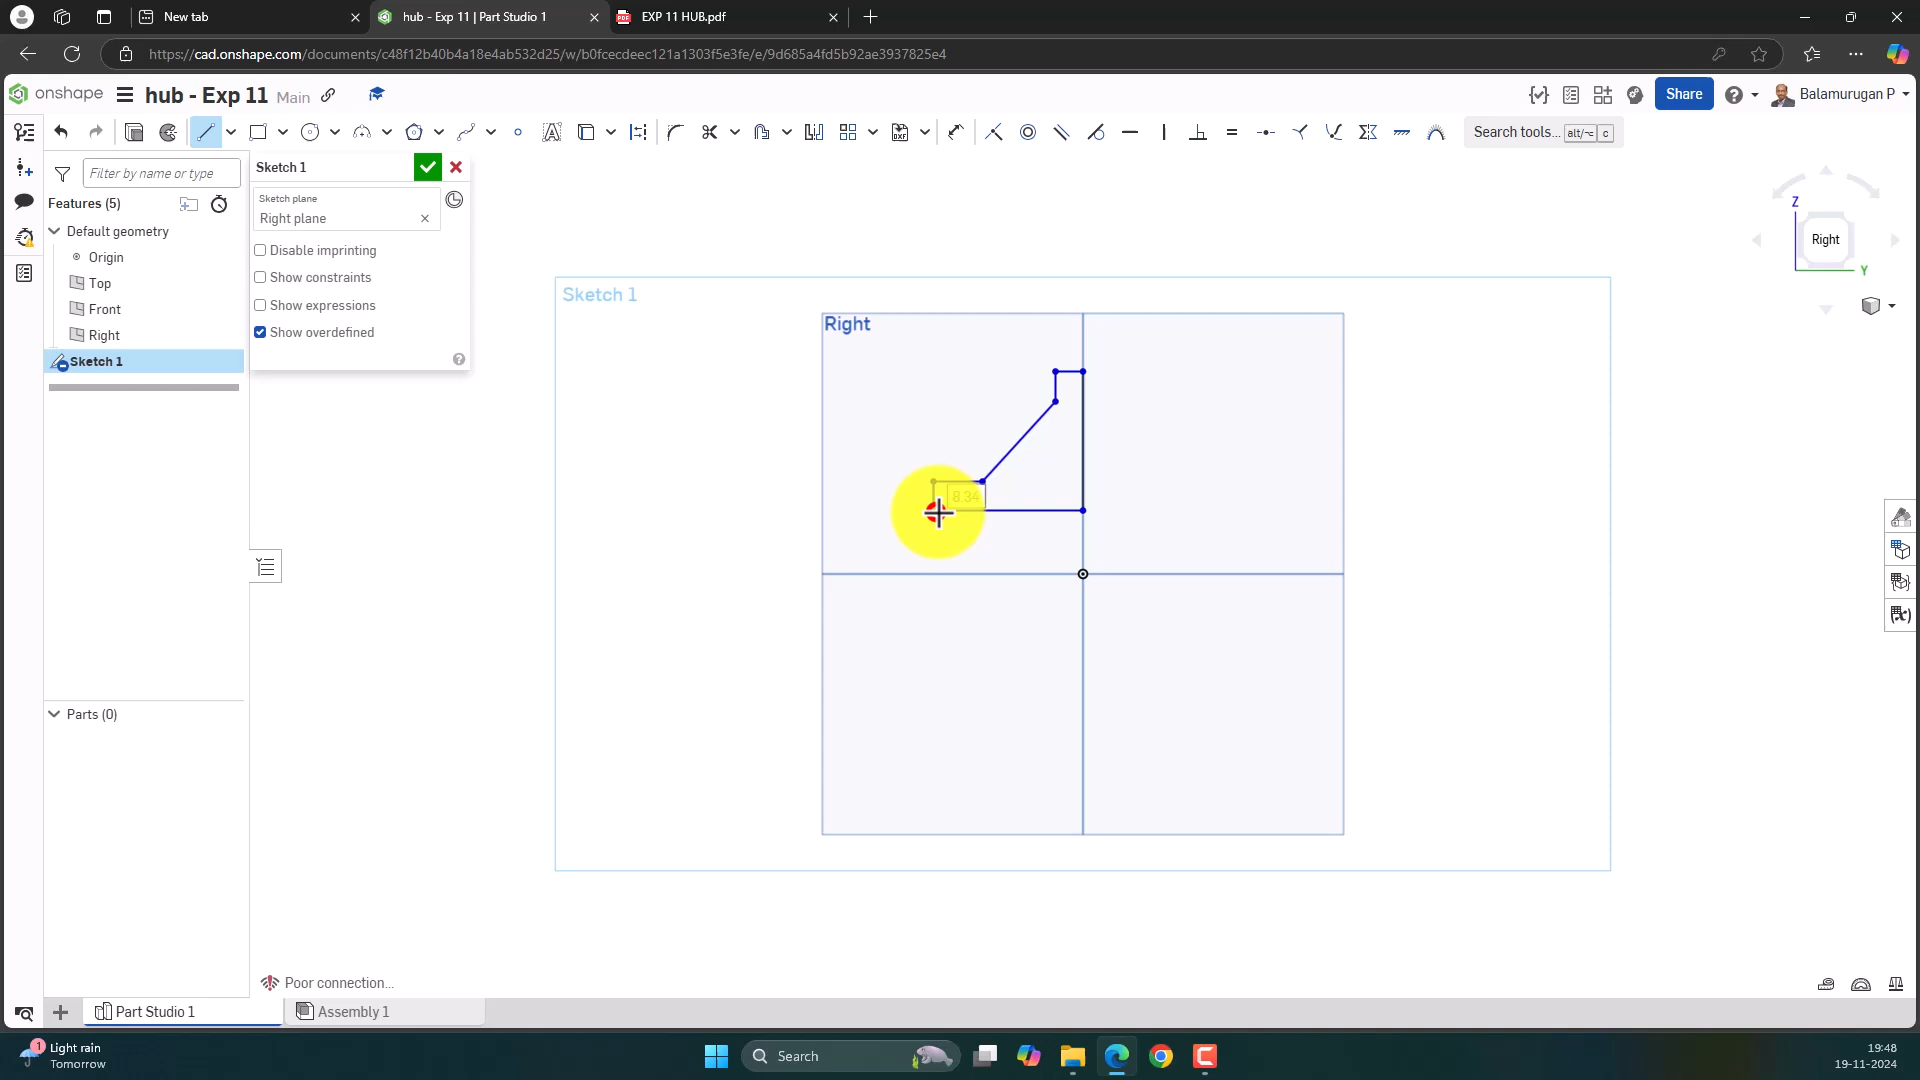 New tab
hub - Exp 11 | Part Studio 1
EXP 11 HUB.pdf
https://cad.onshape.com/documents/c48f12b40b4a18e4ab532d25/w/b0fcecdeec121a1303f5e3fe/e/9d685a4fd5b92ae3937825e4
onshape
hub - Exp 11 Main
Share
Balamurugan P
Search tools... alt/⌥ c
Filter by name or type
Features (5)
Default geometry
Origin
Top
Front
Right
Sketch 1
Sketch 1
Sketch plane
Right plane
Disable imprinting
Show constraints
Show expressions
Show overdefined
Sketch 1
Right
8.34
Z
Right
Y
Parts (0)
Poor connection...
Part Studio 1
Assembly 1
1
Light rain
Tomorrow
Search
19:48
19-11-2024